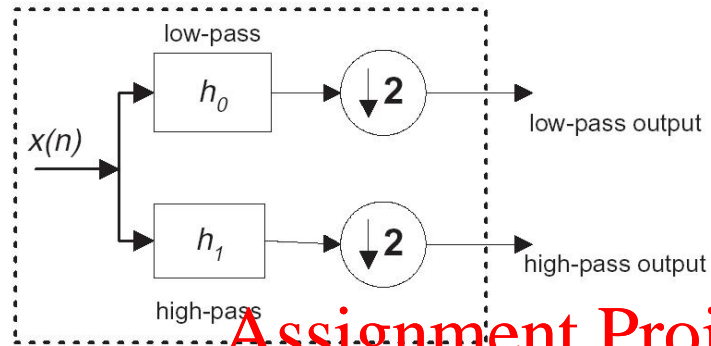 low-pass
h0
↓ 2
low-pass output
x(n)
h1
↓ 2
high-pass output
high-pass
Assignment Proj